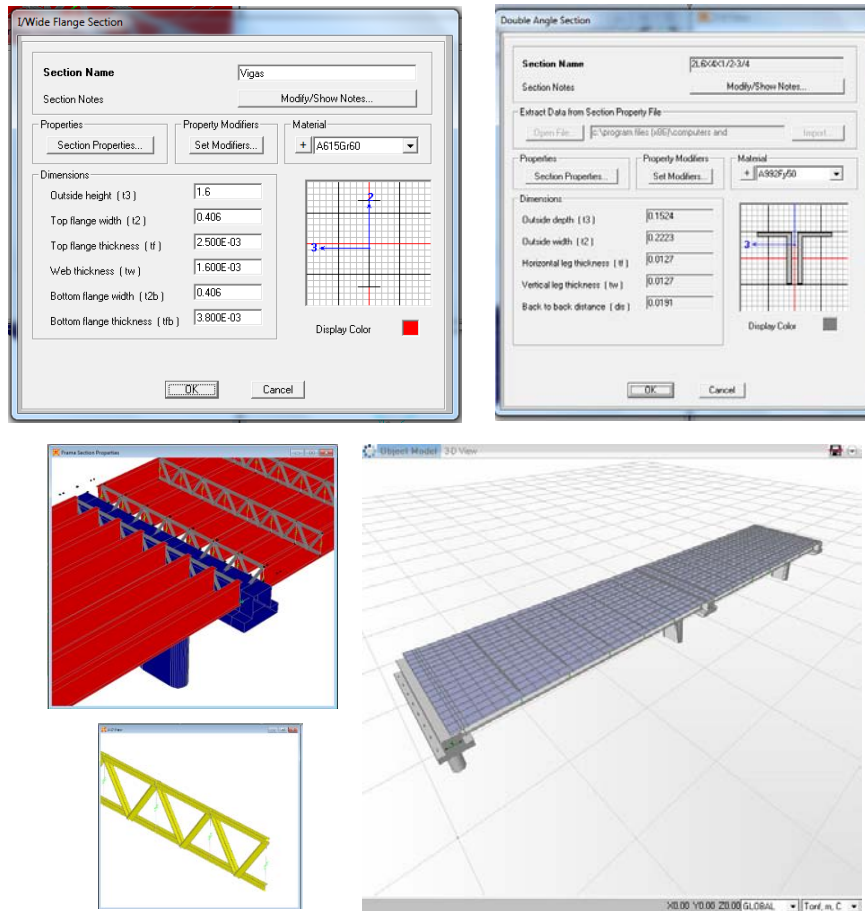 I/Wide Flange Section
Section Name
Vigas
Section Notes
Modify/Show Notes...
Properties
Section Properties...
Property Modifiers
Set Modifiers...
Material
+
A615Gr60
Dimensions
Outside height ( t3 )
1.6
Top flange width ( t2 )
0.406
Top flange thickness ( tf )
2.500E-03
Web thickness ( tw )
1.600E-03
Bottom flange width ( t2b )
0.406
Bottom flange thickness ( tfb )
3.800E-03
2
3
Display Color
OK
Cancel
Double Angle Section
Section Name
2L6X4X1/2-3/4
Section Notes
Modify/Show Notes...
Extract Data from Section Property File
Open File...
c:\program files (x86)\computers and
Import...
Properties
Section Properties...
Property Modifiers
Set Modifiers...
Material
+
A992Fy50
Dimensions
Outside depth ( t3 )
0.1524
Outside width ( t2 )
0.2223
Horizontal leg thickness ( tf )
0.0127
Vertical leg thickness ( tw )
0.0127
Back to back distance ( dis )
0.0191
3
Display Color
OK
Cancel
Frame Section Properties
Object Model 3-D View
3-D View
X0.00 Y0.00 Z0.00
GLOBAL
Tonf, m, C